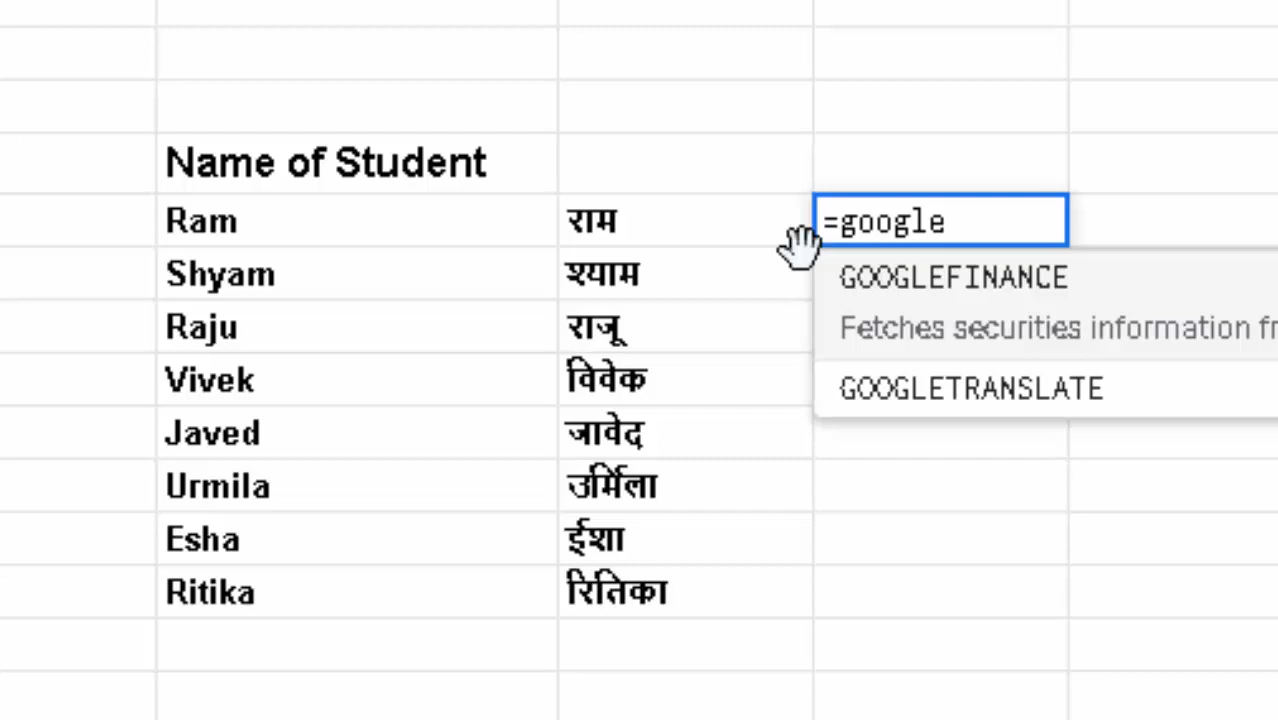 Name of Student
Ram राम =google
Shyam श्याम GOOGLEFINANCE
Raju राजू Fetches securities information fr
Vivek विवेक GOOGLETRANSLATE
Javed जावेद
Urmila उर्मिला
Esha ईशा
Ritika रितिका